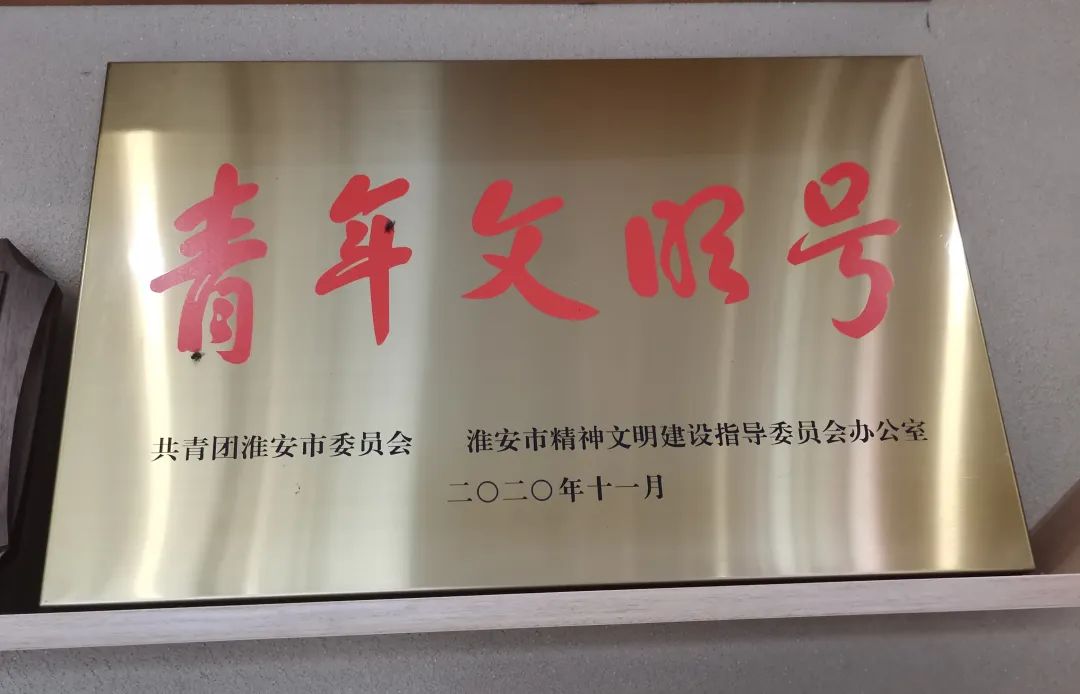 青年文明号
共青团淮安市委员会 淮安市精神文明建设指导委员会办公室
二〇二〇年十一月